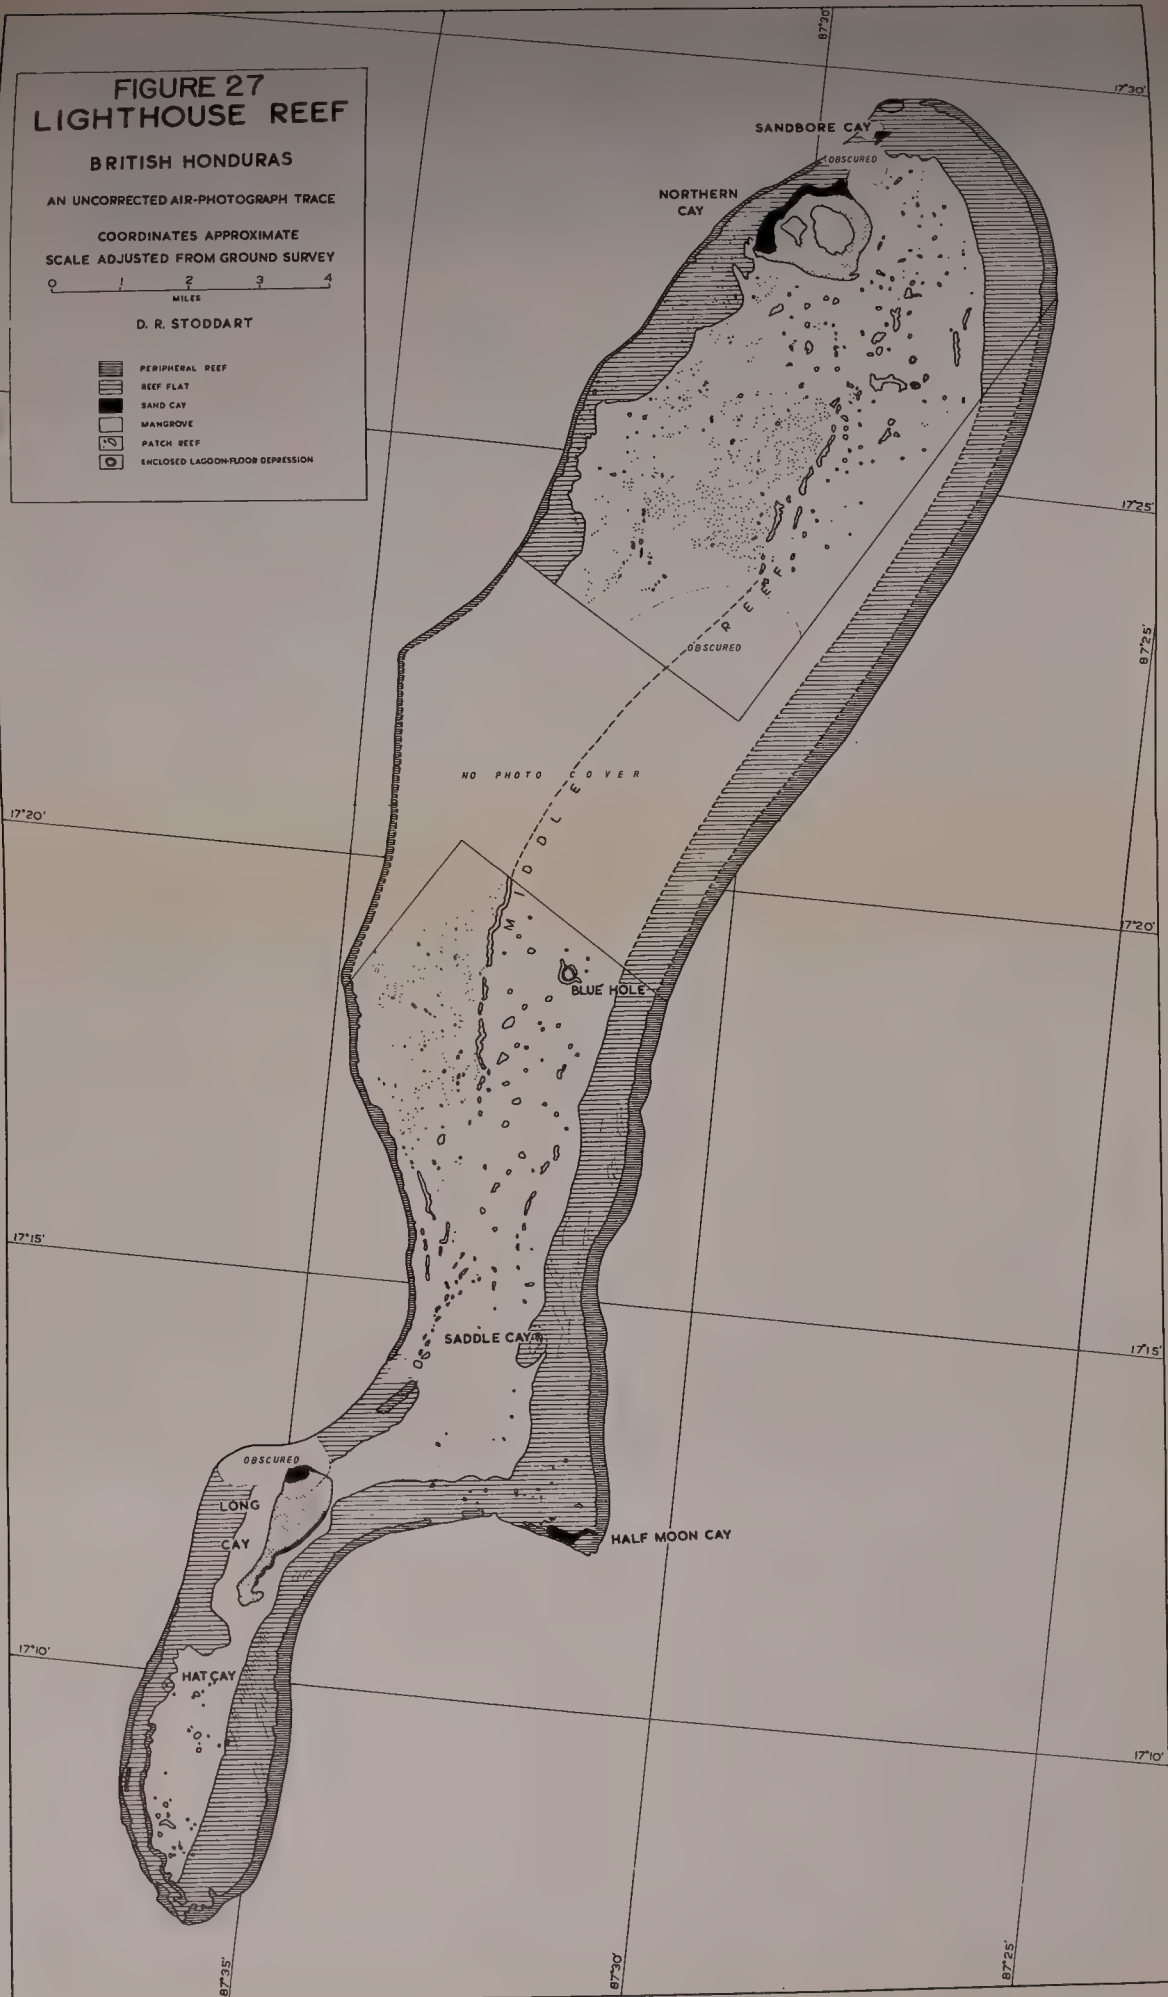 FIGURE 27
LIGHTHOUSE REEF
BRITISH HONDURAS
AN UNCORRECTED AIR-PHOTOGRAPH TRACE
COORDINATES APPROXIMATE
SCALE ADJUSTED FROM GROUND SURVEY
0 1 2 3 4
MILES
D. R. STODDART
PERIPHERAL REEF
REEF FLAT
SAND CAY
MANGROVE
PATCH REEF
ENCLOSED LAGOON-FLOOR DEPRESSION
87°30'
17°30'
SANDBORE CAY
OBSCURED
NORTHERN
CAY
17°25'
87°25'
OBSCURED
NO PHOTO COVER
MIDDLE REEF
17°20'
17°20'
BLUE HOLE
17°15'
SADDLE CAY
17°15'
OBSCURED
LONG
CAY
HALF MOON CAY
17°10'
HAT CAY
17°10'
87°35'
87°30'
87°25'